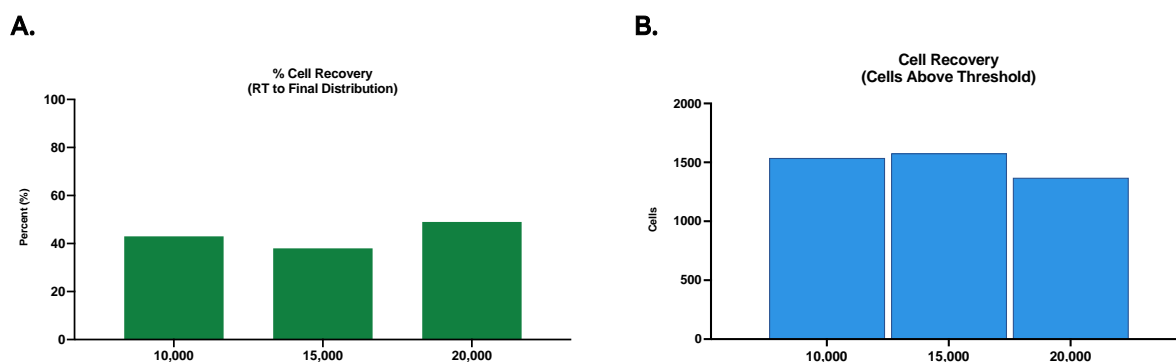 A.
% Cell Recovery
(RT to Final Distribution)
100
80
60
40
20
0
Percent (%)
10,000
15,000
20,000
B.
Cell Recovery
(Cells Above Threshold)
2000
1500
1000
500
0
Cells
10.000
15.000
20.000